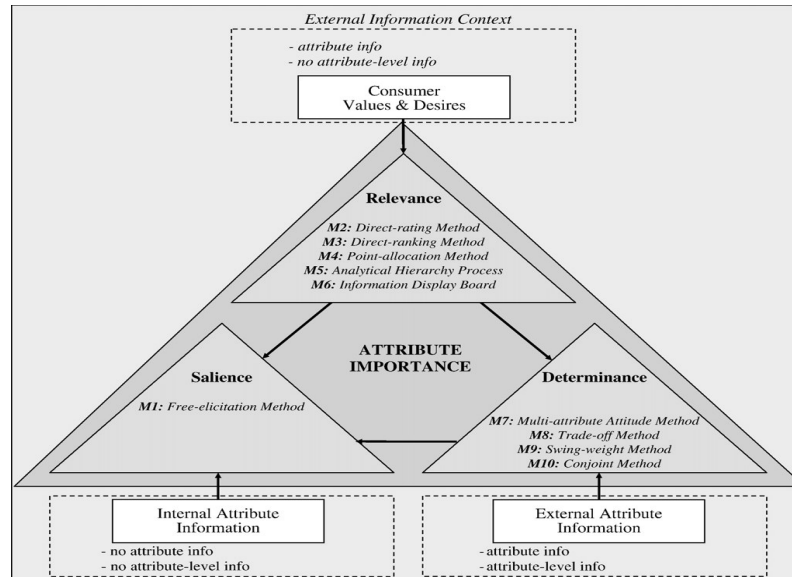 External Information Context
- attribute info
- no attribute-level info
Consumer
Values & Desires
Relevance
M2: Direct-rating Method
M3: Direct-ranking Method
M4: Point-allocation Method
M5: Analytical Hierarchy Process
M6: Information Display Board
ATTRIBUTE
IMPORTANCE
Salience
M1: Free-elicitation Method
Determinance
M7: Multi-attribute Attitude Method
M8: Trade-off Method
M9: Swing-weight Method
M10: Conjoint Method
Internal Attribute
Information
- no attribute info
- no attribute-level info
External Attribute
Information
- attribute info
- attribute-level info